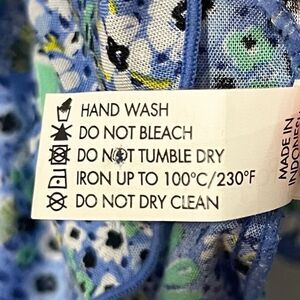 HAND WASH
DO NOT BLEACH
DO NOT TUMBLE DRY
IRON UP TO 100°C/230°F
DO NOT DRY CLEAN
MADE IN